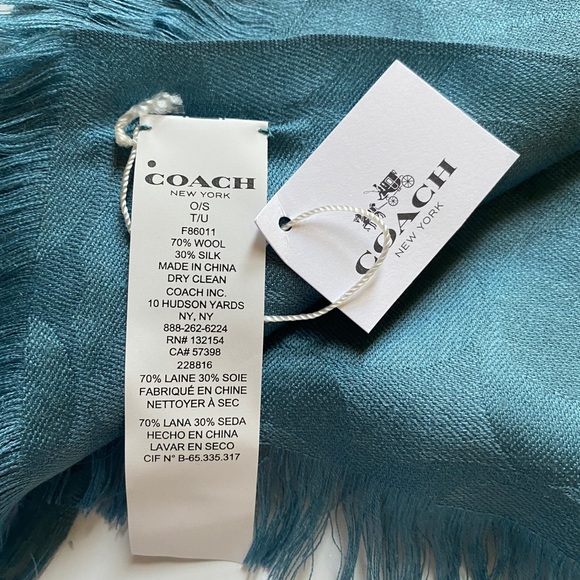 COACH
NEW YORK
O/S
T/U
F86011
70% WOOL
30% SILK
MADE IN CHINA
DRY CLEAN
COACH INC.
10 HUDSON YARDS
NY, NY
888-262-6224
RN# 132154
CA# 57398
228816
70% LAINE 30% SOIE
FABRIQUÉ EN CHINE
NETTOYER À SEC
70% LANA 30% SEDA
HECHO EN CHINA
LAVAR EN SECO
CIF N° B-65.335.317
COACH
NEW YORK